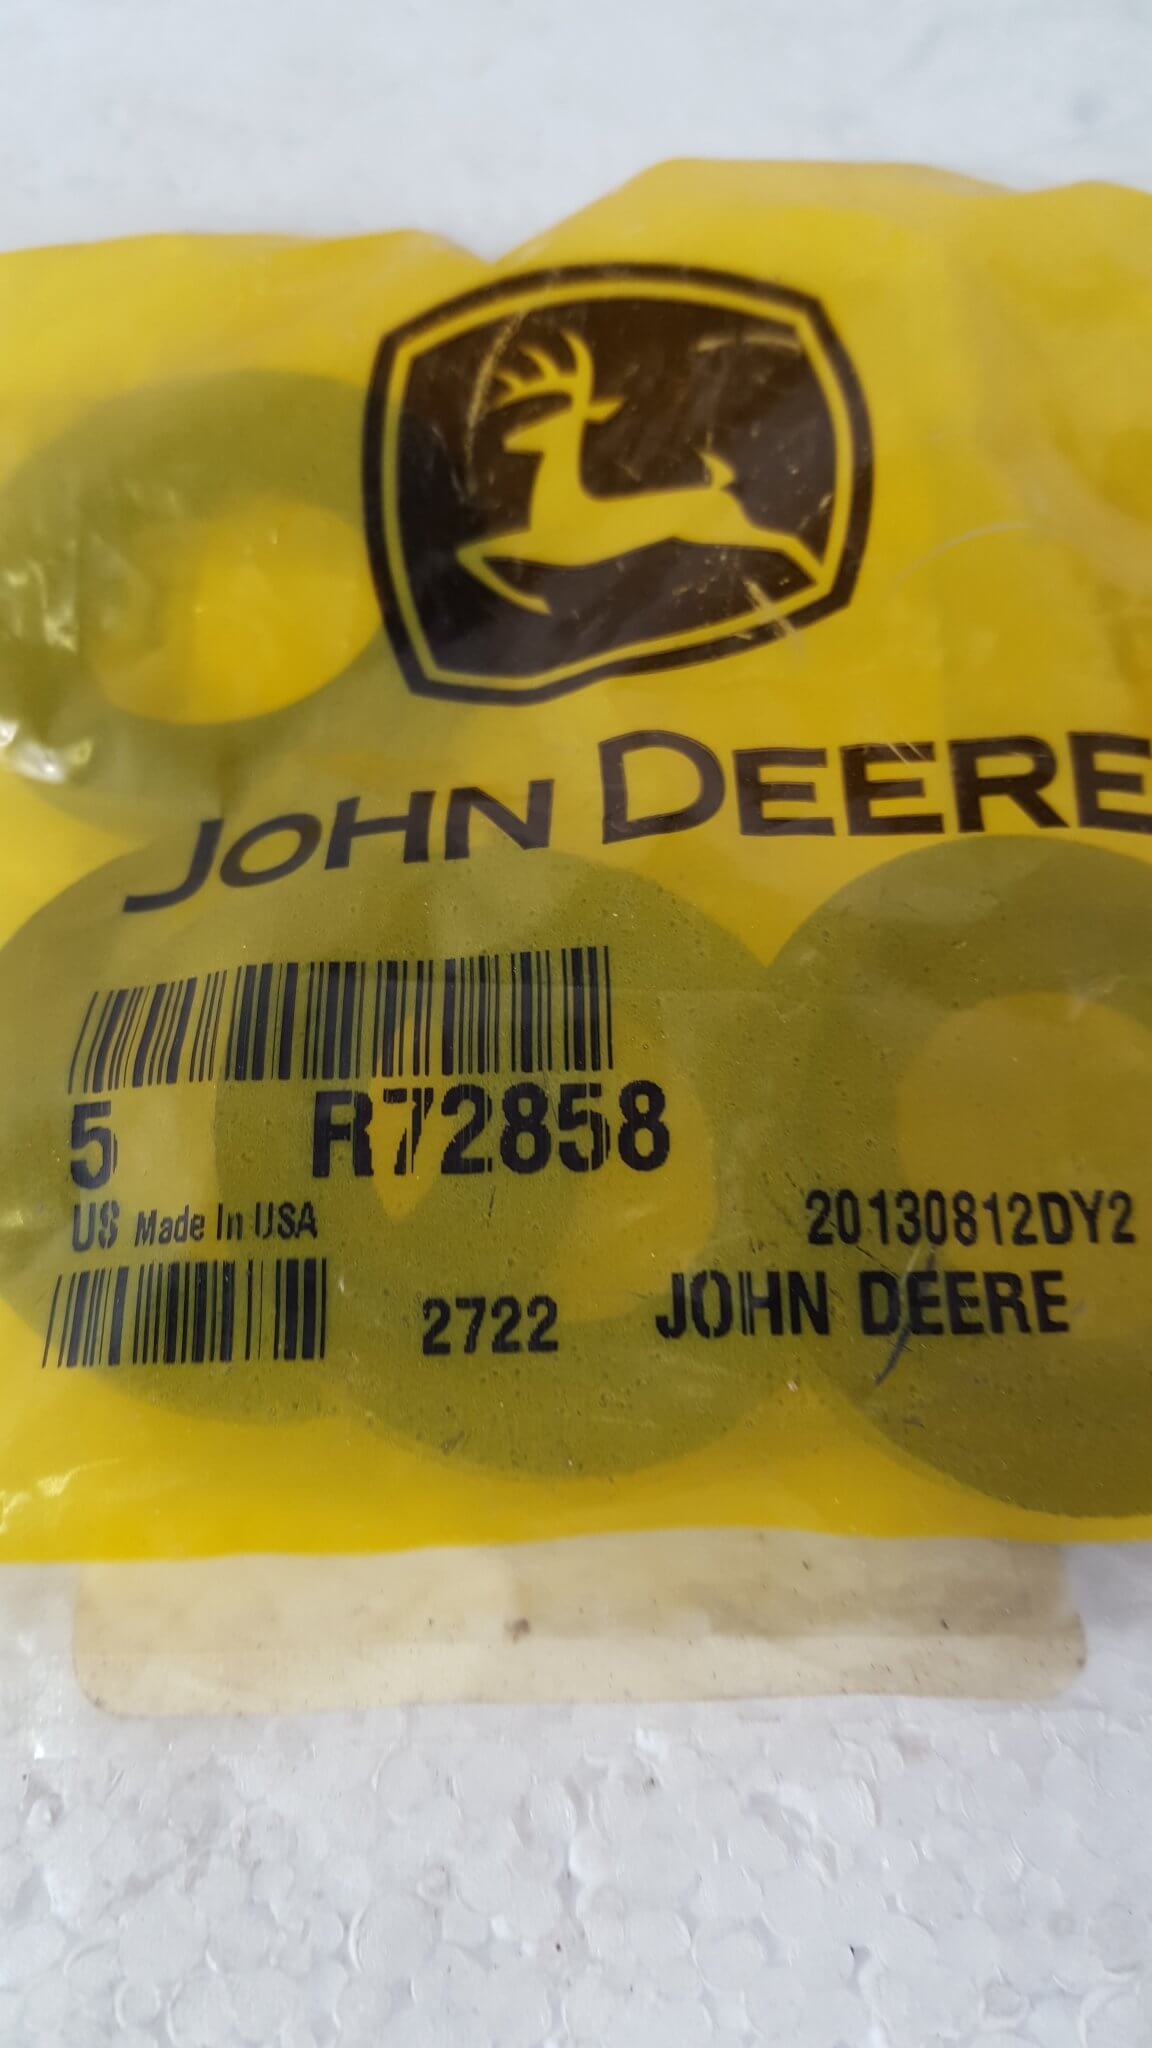 JOHN DEERE
5 R72858
US Made In USA
20130812DY2
2722 JOHN DEERE